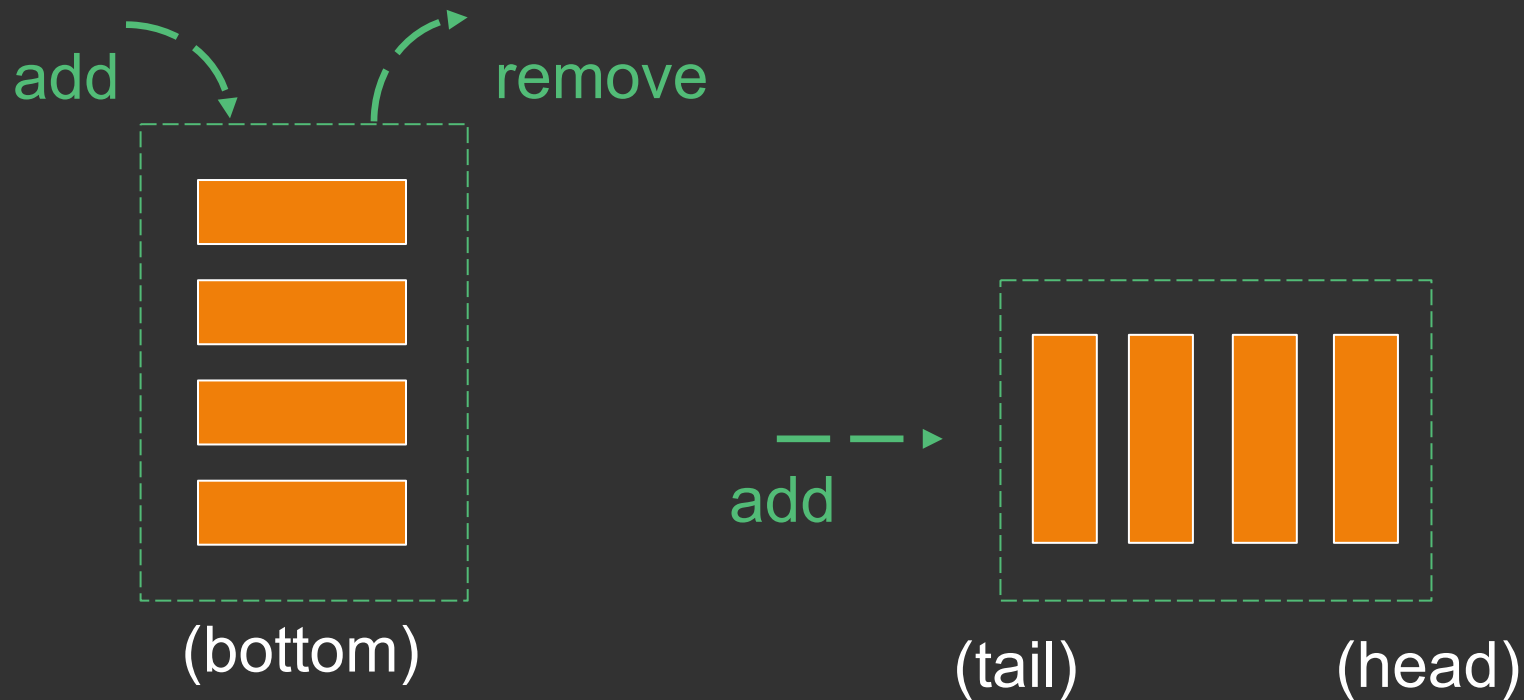 add
remove
add
(bottom)
(tail)
(head)